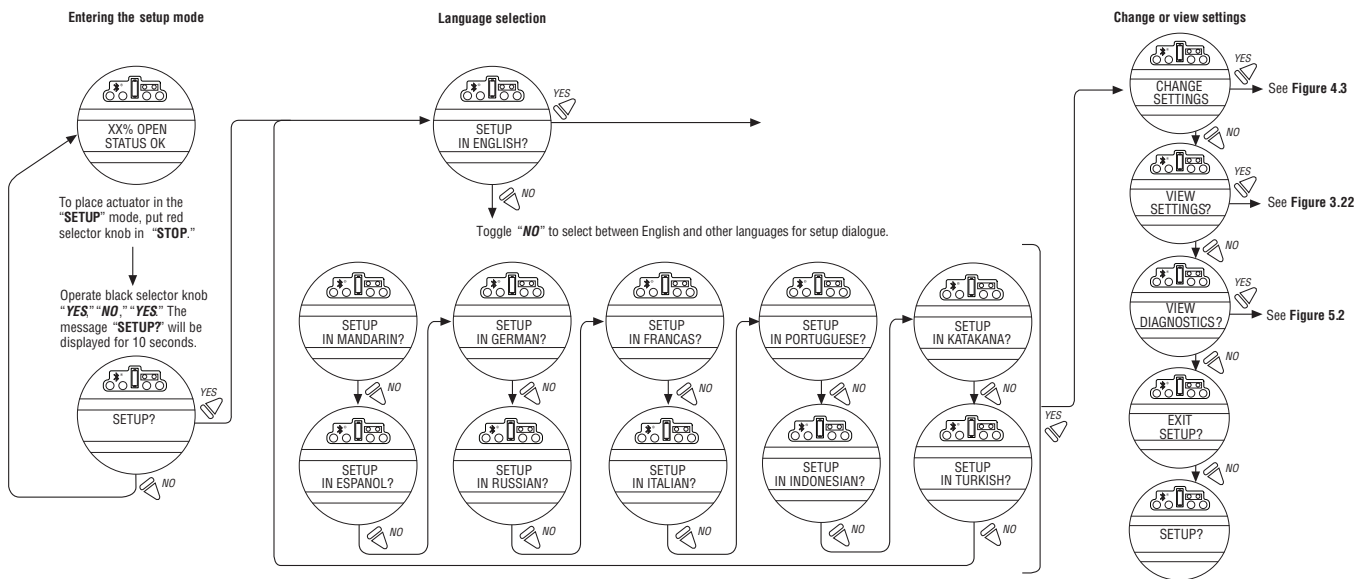 Entering the setup mode
XX% OPEN
STATUS OK
To place actuator in the
“SETUP” mode, put red
selector knob in “STOP.”
Operate black selector knob
“YES,” “NO,” “YES.” The
message “SETUP?” will be
displayed for 10 seconds.
SETUP?
YES
NO
Language selection
SETUP
IN ENGLISH?
YES
NO
Toggle “NO” to select between English and other languages for setup dialogue.
SETUP
IN MANDARIN?
NO
SETUP
IN ESPANOL?
NO
SETUP
IN GERMAN?
NO
SETUP
IN RUSSIAN?
NO
SETUP
IN FRANCAS?
NO
SETUP
IN ITALIAN?
NO
SETUP
IN PORTUGUESE?
NO
SETUP
IN INDONESIAN?
NO
SETUP
IN KATAKANA?
NO
SETUP
IN TURKISH?
NO
YES
Change or view settings
CHANGE
SETTINGS
YES
See Figure 4.3
NO
VIEW
SETTINGS?
YES
See Figure 3.22
NO
VIEW
DIAGNOSTICS?
YES
See Figure 5.2
NO
EXIT
SETUP?
NO
SETUP?